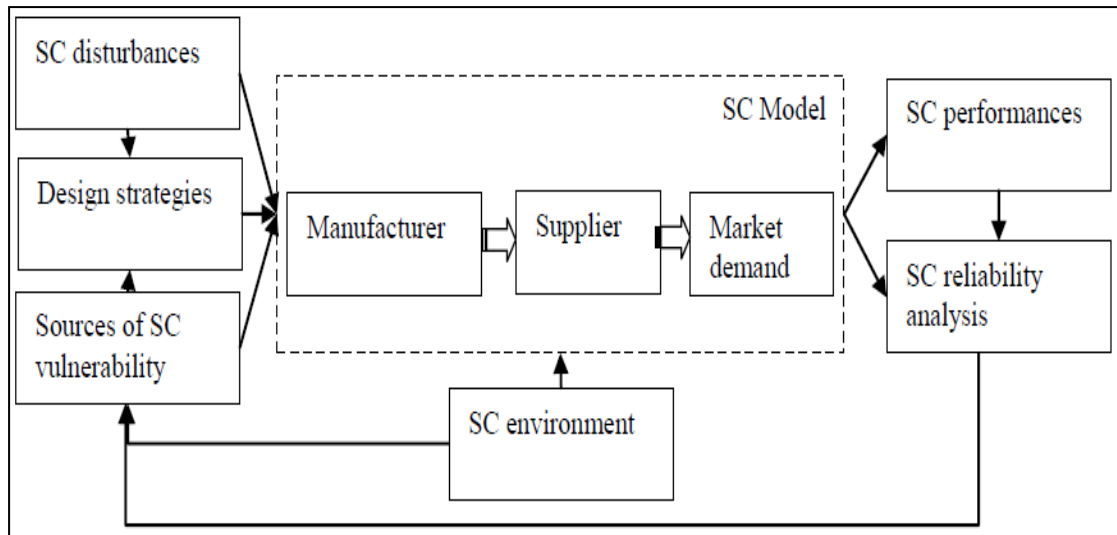 SC disturbances
Design strategies
Sources of SC
vulnerability
SC Model
Manufacturer
Supplier
Market
demand
SC environment
SC performances
SC reliability
analysis